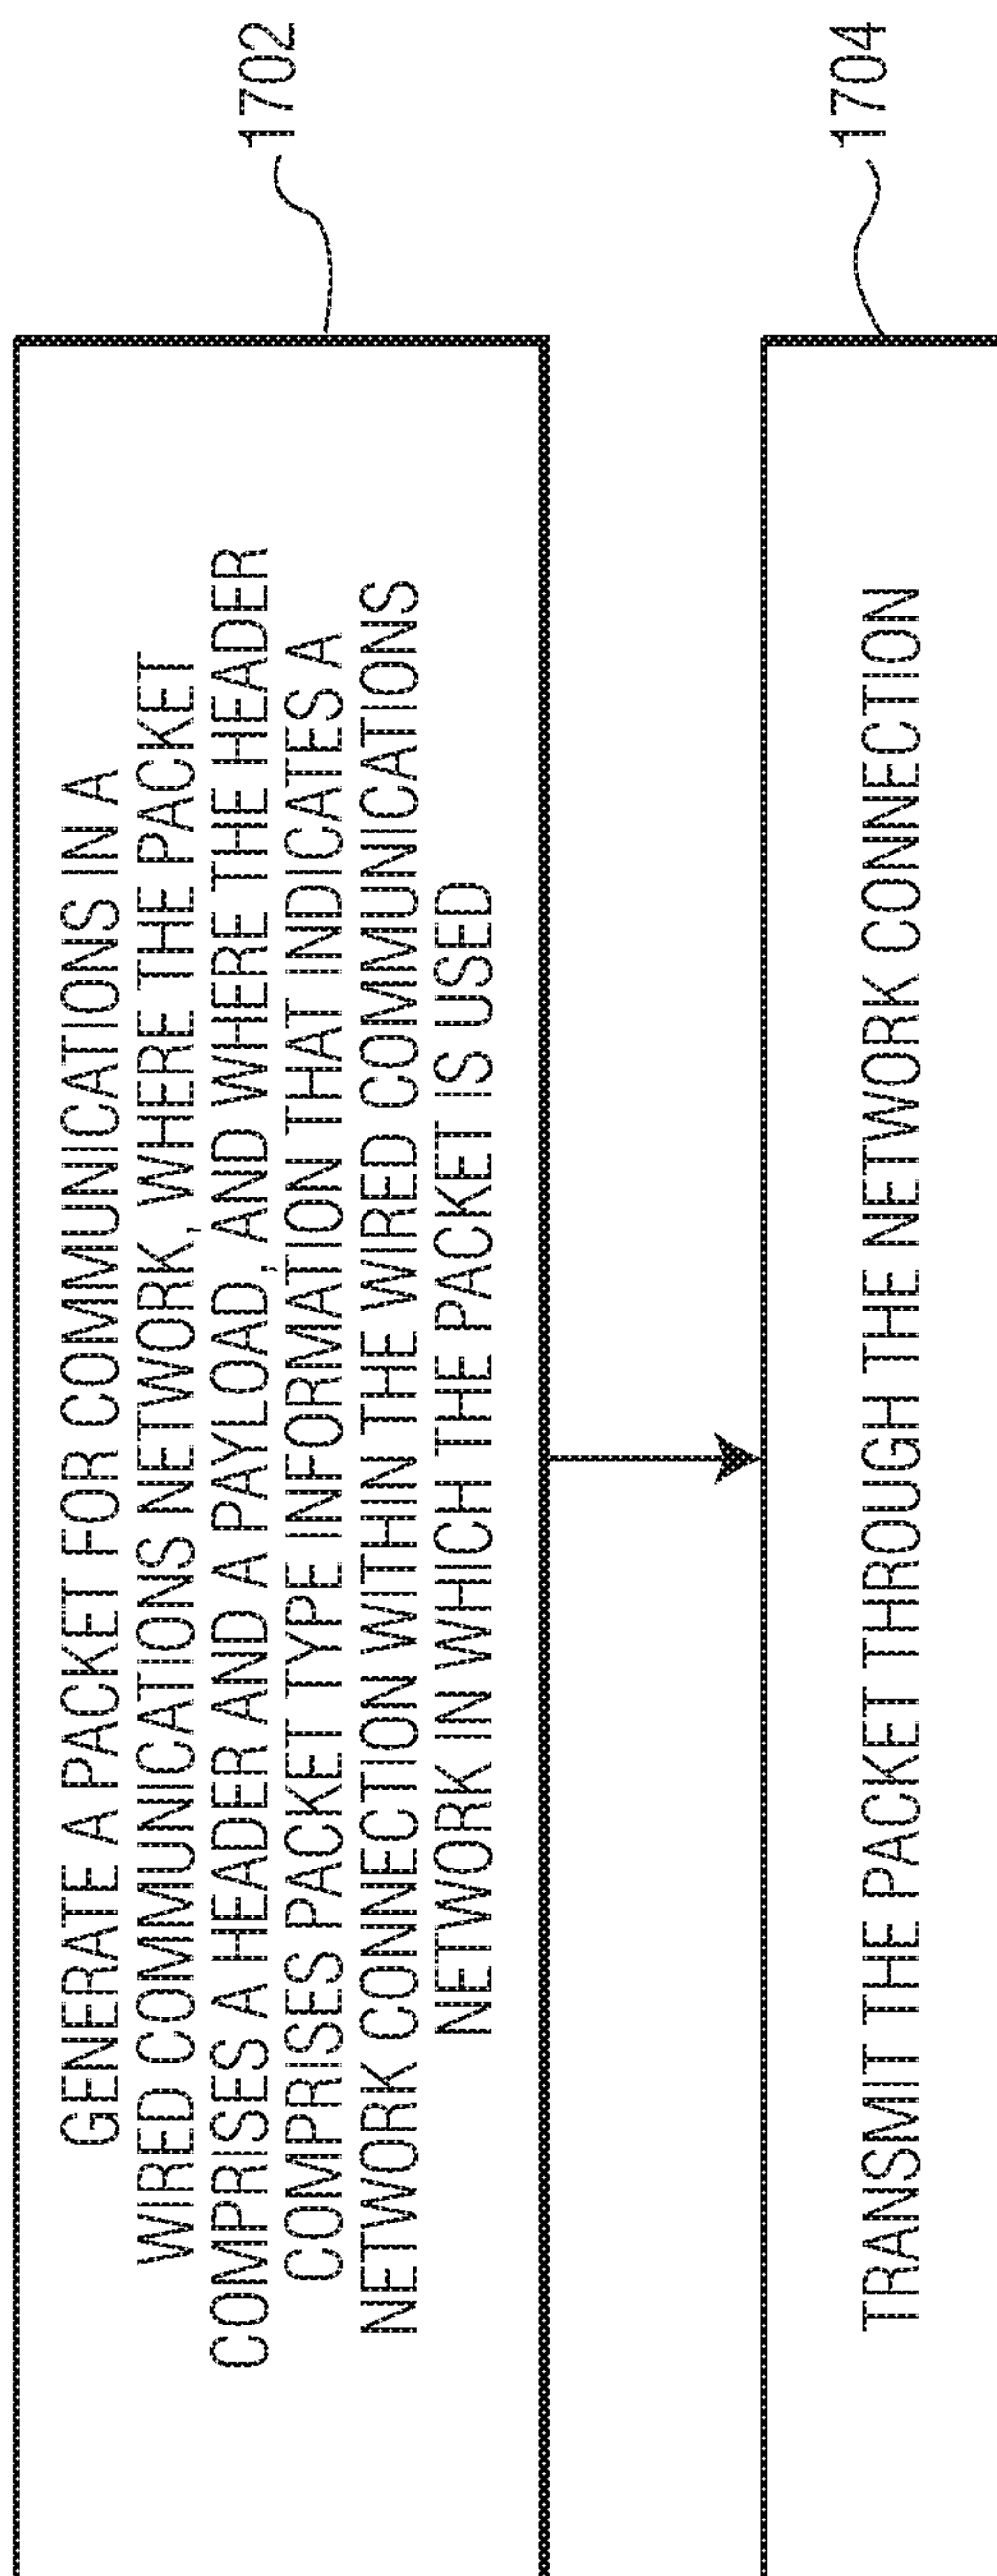 GENERATE A PACKET FOR COMMUNICATIONS IN A
WIRED COMMUNICATIONS NETWORK, WHERE THE PACKET
COMPRISES A HEADER AND A PAYLOAD, AND WHERE THE HEADER
COMPRISES PACKET TYPE INFORMATION THAT INDICATES A
NETWORK CONNECTION WITHIN THE WIRED COMMUNICATIONS
NETWORK IN WHICH THE PACKET IS USED
1702
TRANSMIT THE PACKET THROUGH THE NETWORK CONNECTION
1704